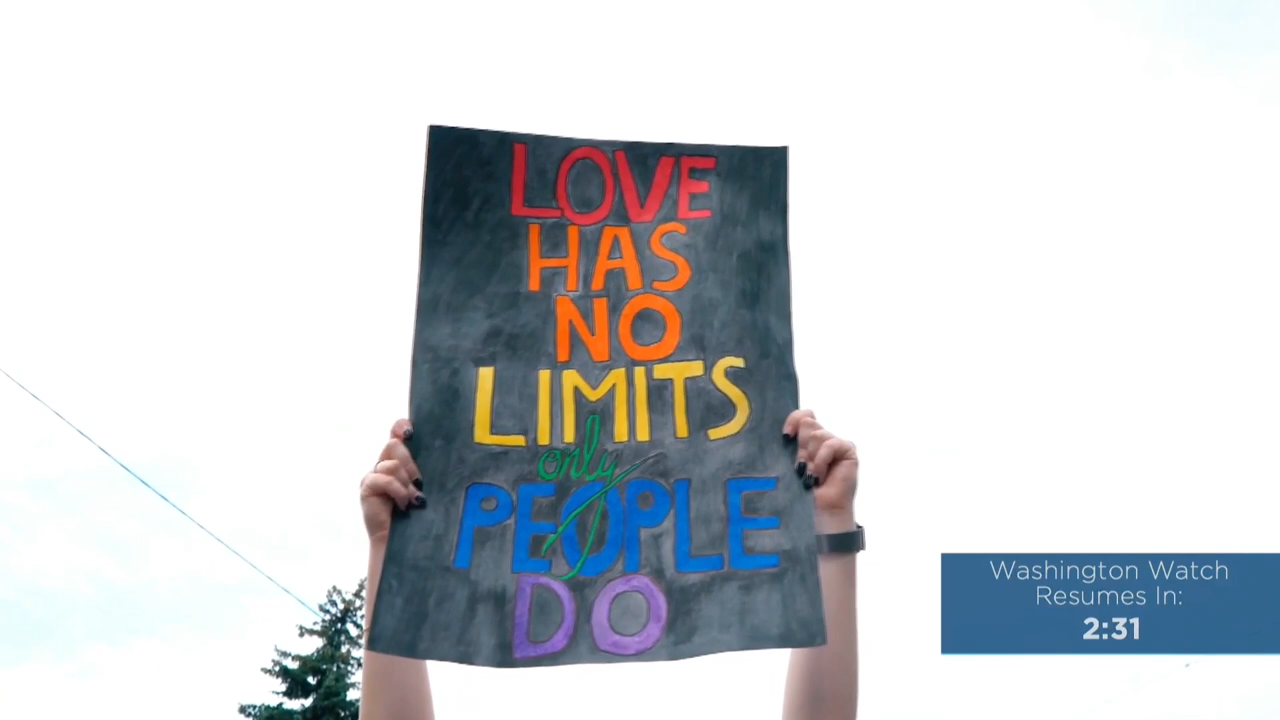 LOVE
HAS
NO
LIMITS
only
PEOPLE
DO
Washington Watch
Resumes In:
2:31